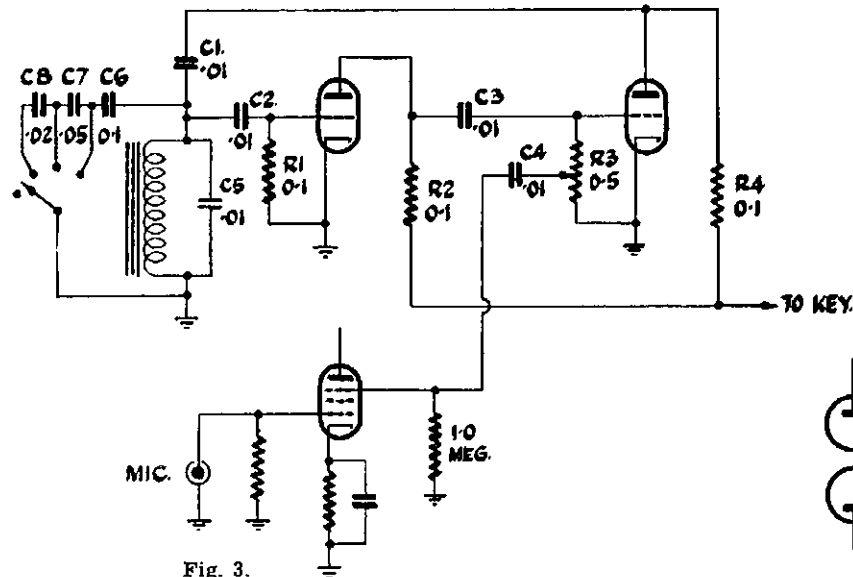 C1.
.01
C8 C7 C6
.02 .05 0.1
C2.
.01
R1
0.1
C5
.01
C3
.01
C4
.01
R2
0.1
R3
0.5
R4
0.1
TO KEY.
MIC.
1.0
MEG.
Fig. 3.